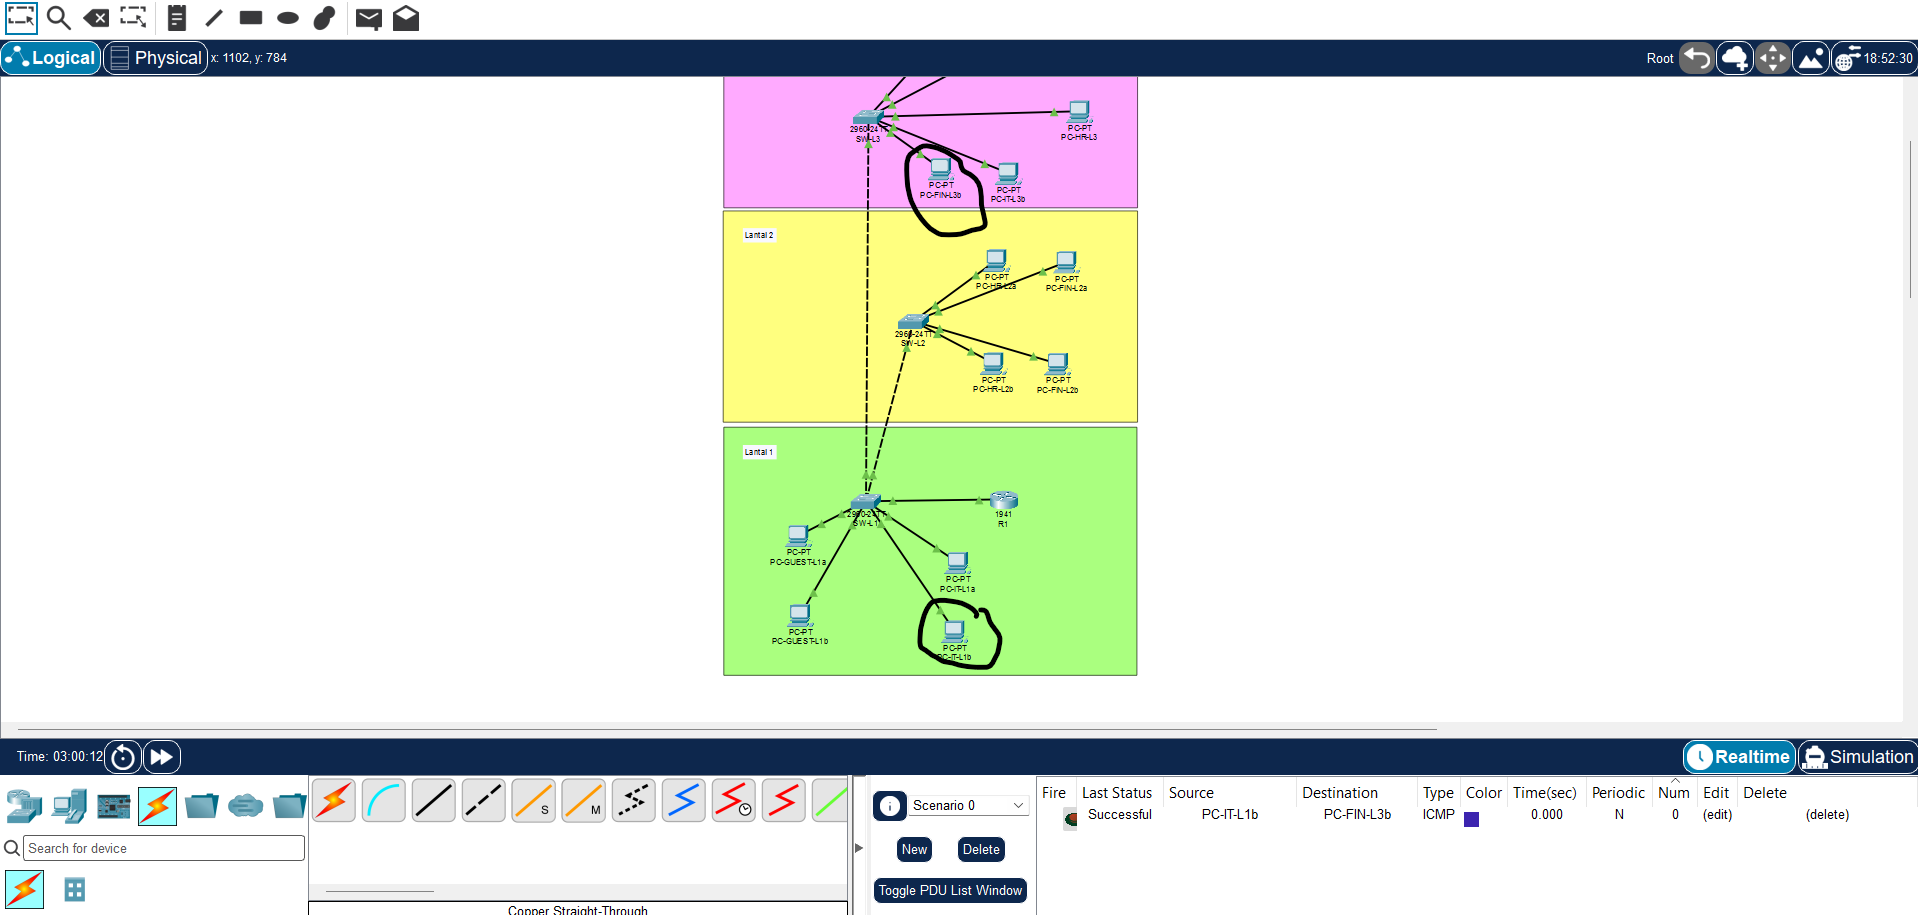 Logical
Physical
x: 1102, y: 784
Root
18:52:30
2960-24TT
SW-L3
PC-PT
PC-HR-L3
PC-PT
PC-FIN-L3b
PC-PT
PC-IT-L3b
Lantai 2
PC-PT
PC-HR-L2a
PC-PT
PC-FIN-L2a
2960-24TT
SW-L2
PC-PT
PC-HR-L2b
PC-PT
PC-FIN-L2b
Lantai 1
2960-24TT
SW-L1
1941
R1
PC-PT
PC-GUEST-L1a
PC-PT
PC-IT-L1a
PC-PT
PC-GUEST-L1b
PC-PT
PC-IT-L1b
Time: 03:00:12
Realtime
Simulation
S
M
Search for device
Copper Straight-Through
Scenario 0
New
Delete
Toggle PDU List Window
Fire Last Status Source Destination Type Color Time(sec) Periodic Num Edit Delete
Successful PC-IT-L1b PC-FIN-L3b ICMP 0.000 N 0 (edit) (delete)